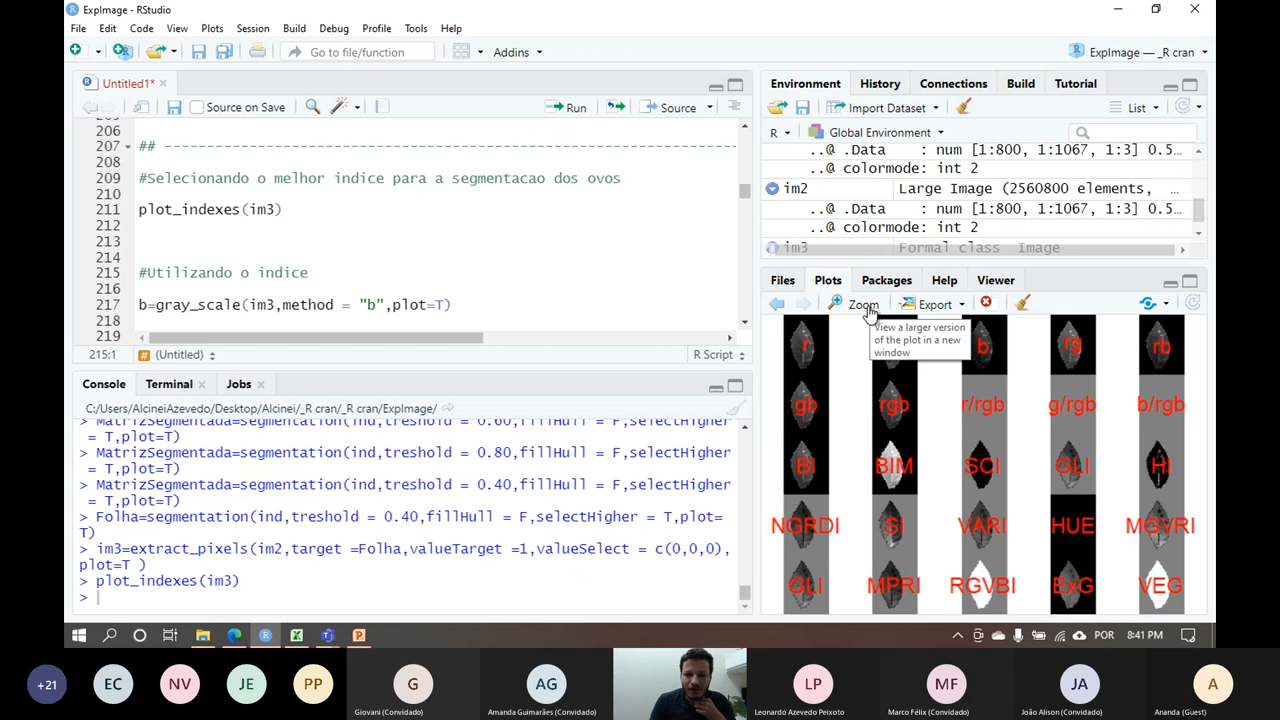 ExpImage - RStudio
File Edit Code View Plots Session Build Debug Profile Tools Help
Go to file/function Addins ExpImage — _R cran
Untitled1*
Source on Save Run Source
206
207 ## ---------------------------------------------------------------------
208
209 #Selecionando o melhor indice para a segmentacao dos ovos
210
211 plot_indexes(im3)
212
213
214
215 #Utilizando o indice
216
217 b=gray_scale(im3,method = "b",plot=T)
218
219
215:1 (Untitled) R Script
Console Terminal Jobs
C:/Users/AlcineiAzevedo/Desktop/Alcinei/_R cran/_R cran/ExpImage/
> MatrizSegmentada=segmentation(ind,treshold = 0.60,fillHull = F,selectHigher
= T,plot=T)
> MatrizSegmentada=segmentation(ind,treshold = 0.80,fillHull = F,selectHigher
= T,plot=T)
> MatrizSegmentada=segmentation(ind,treshold = 0.40,fillHull = F,selectHigher
= T,plot=T)
> Folha=segmentation(ind,treshold = 0.40,fillHull = F,selectHigher = T,plot=
T)
> im3=extract_pixels(im2,target =Folha,valueTarget =1,valueSelect = c(0,0,0),
plot=T )
> plot_indexes(im3)
>
Environment History Connections Build Tutorial
Import Dataset List
R Global Environment
..@ .Data : num [1:800, 1:1067, 1:3] 0.5…
..@ colormode: int 2
im2 Large Image (2560800 elements, …
..@ .Data : num [1:800, 1:1067, 1:3] 0.5…
..@ colormode: int 2
im3 Formal class Image
Files Plots Packages Help Viewer
Zoom Export
View a larger version
of the plot in a new
window
r b rg rb
gb rgb r/rgb g/rgb b/rgb
BI BIM SCI GLI HI
NGRDI SI VARI HUE MGVRI
GLI MPRI RGVBI ExG VEG
POR 8:41 PM
+21 EC NV JE PP G AG LP MF JA A
Giovani (Convidado) Amanda Guimarães (Convidado) Leonardo Azevedo Peixoto Marco Félix (Convidado) João Alison (Convidado) Ananda (Guest)